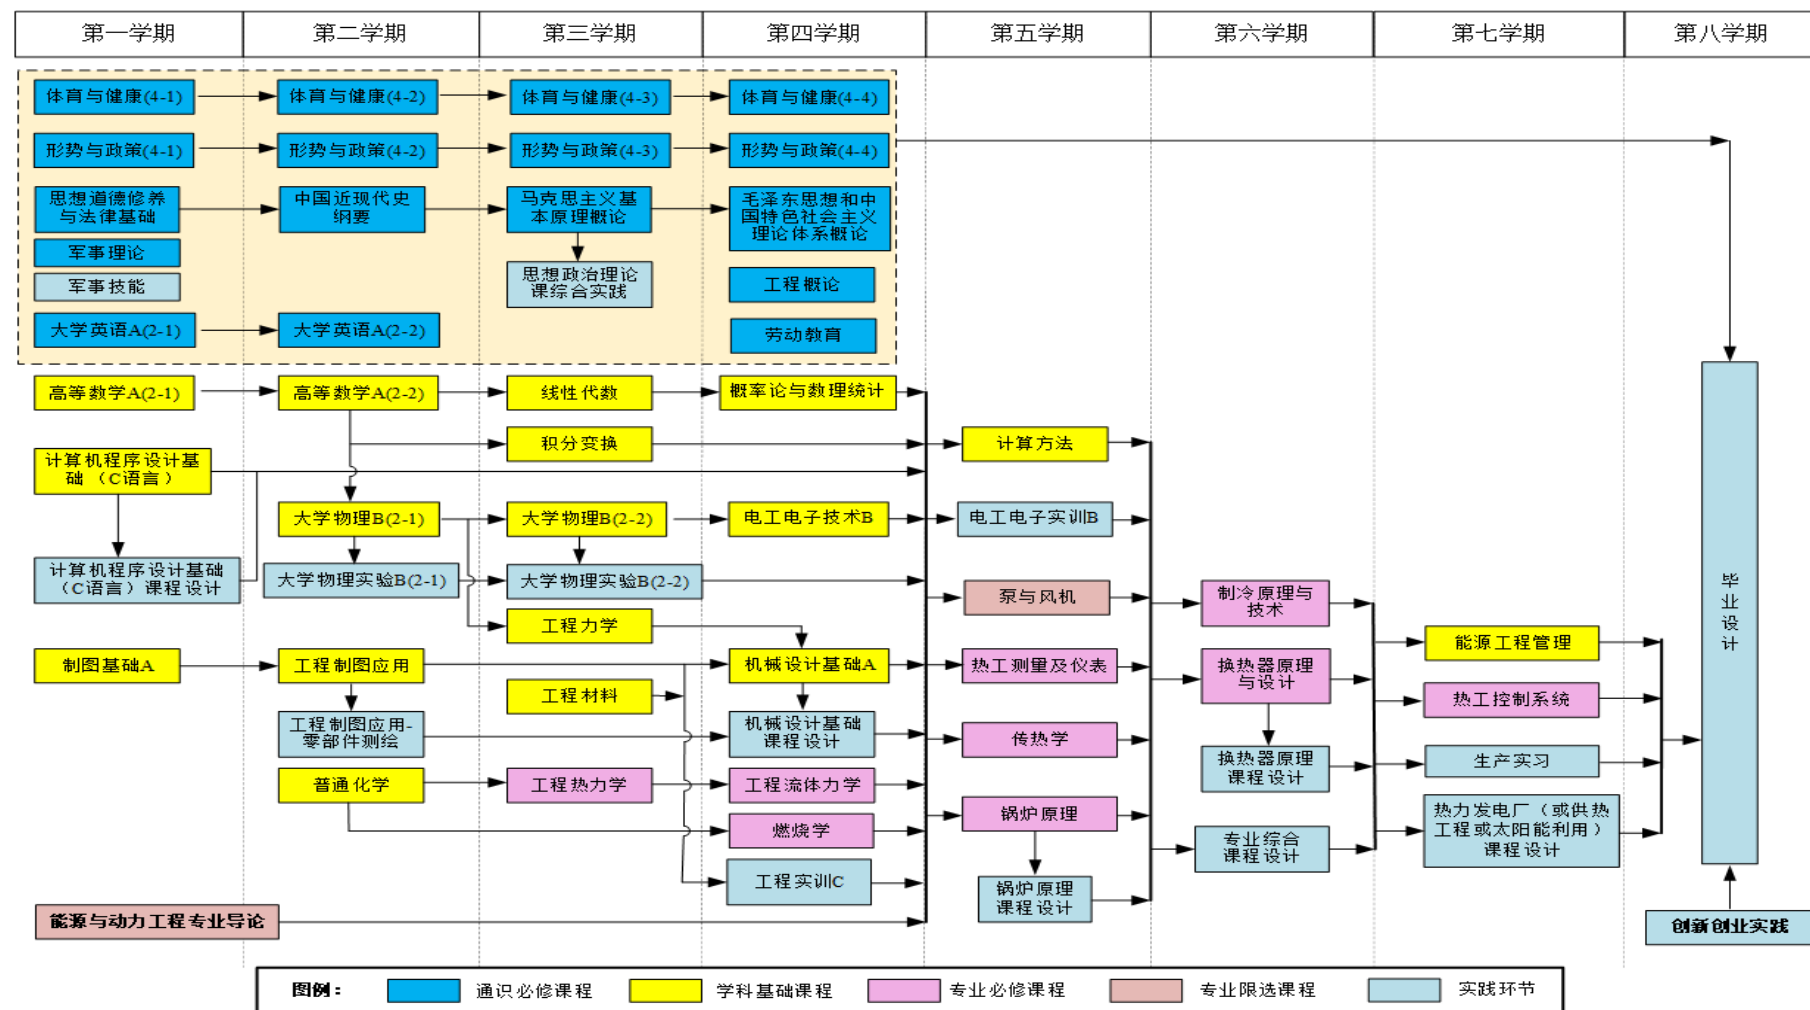 第一学期
第二学期
第三学期
第四学期
第五学期
第六学期
第七学期
第八学期
体育与健康(4-1)
体育与健康(4-2)
体育与健康(4-3)
体育与健康(4-4)
形势与政策(4-1)
形势与政策(4-2)
形势与政策(4-3)
形势与政策(4-4)
思想道德修养
与法律基础
中国近现代史
纲要
马克思主义基
本原理概论
毛泽东思想和中
国特色社会主义
理论体系概论
军事理论
军事技能
思想政治理论
课综合实践
工程概论
大学英语A(2-1)
大学英语A(2-2)
劳动教育
高等数学A(2-1)
高等数学A(2-2)
线性代数
概率论与数理统计
积分变换
计算方法
计算机程序设计基
础（C语言）
大学物理B(2-1)
大学物理B(2-2)
电工电子技术B
电工电子实训B
计算机程序设计基础
（C语言）课程设计
大学物理实验B(2-1)
大学物理实验B(2-2)
泵与风机
制冷原理与
技术
工程力学
制图基础A
工程制图应用
机械设计基础A
热工测量及仪表
换热器原理
与设计
能源工程管理
工程材料
热工控制系统
工程制图应用-
零部件测绘
机械设计基础
课程设计
传热学
换热器原理
课程设计
生产实习
普通化学
工程热力学
工程流体力学
锅炉原理
燃烧学
专业综合
课程设计
热力发电厂（或供热
工程或太阳能利用）
课程设计
工程实训C
锅炉原理
课程设计
毕
业
设
计
能源与动力工程专业导论
创新创业实践
图例：
通识必修课程
学科基础课程
专业必修课程
专业限选课程
实践环节